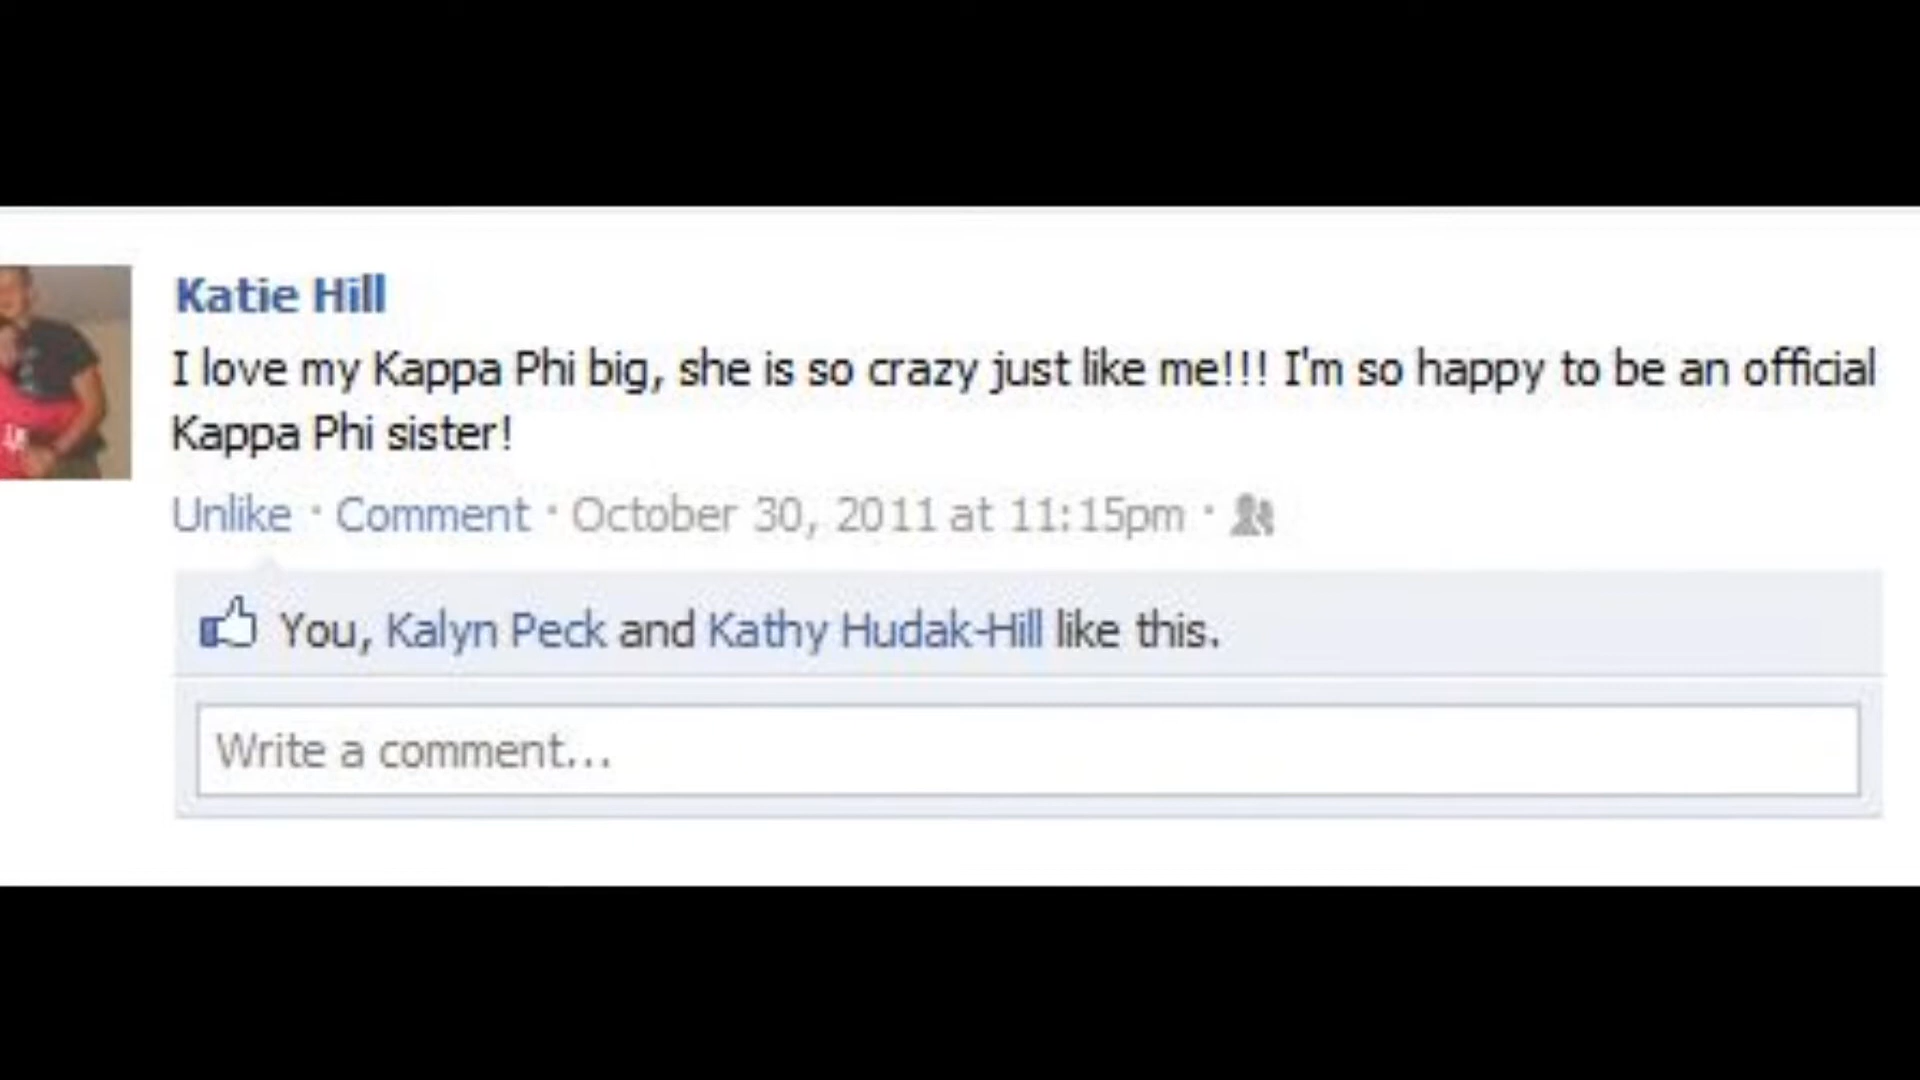 Katie Hill
I love my Kappa Phi big, she is so crazy just like me!!! I'm so happy to be an official
Kappa Phi sister!
Unlike · Comment · October 30, 2011 at 11:15pm ·
You, Kalyn Peck and Kathy Hudak-Hill like this.
Write a comment...